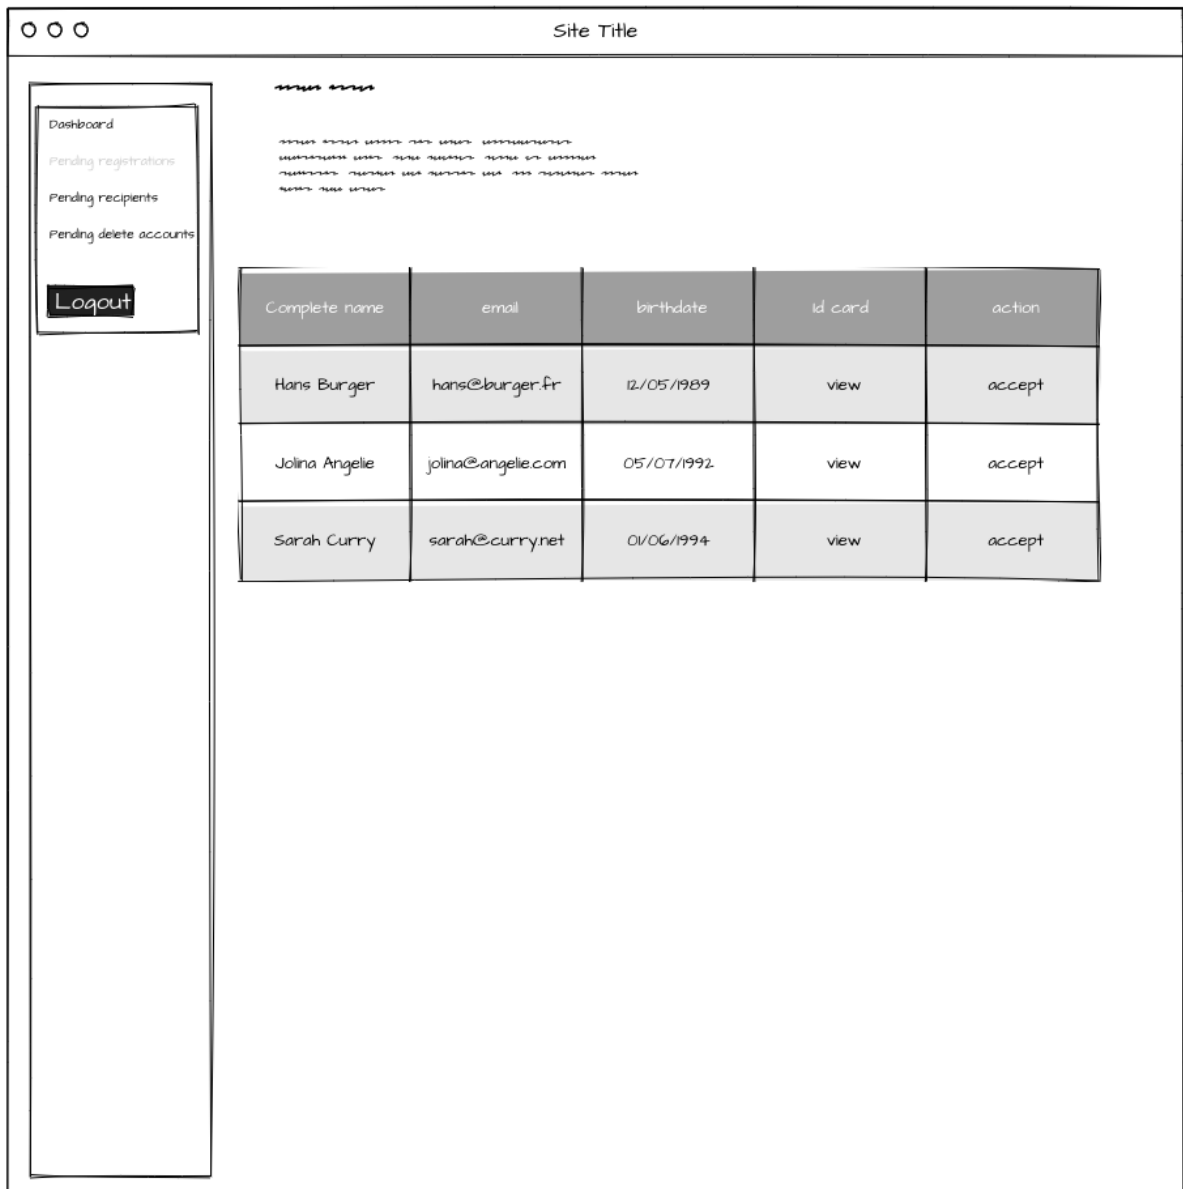 Site Title
Dashboard
Pending registrations
Pending recipients
Pending delete accounts
Logout
Complete name email birthdate Id card action
Hans Burger hans@burger.fr 12/05/1989 view accept
Jolina Angelie jolina@angelie.com 05/07/1992 view accept
Sarah Curry sarah@curry.net 01/06/1994 view accept